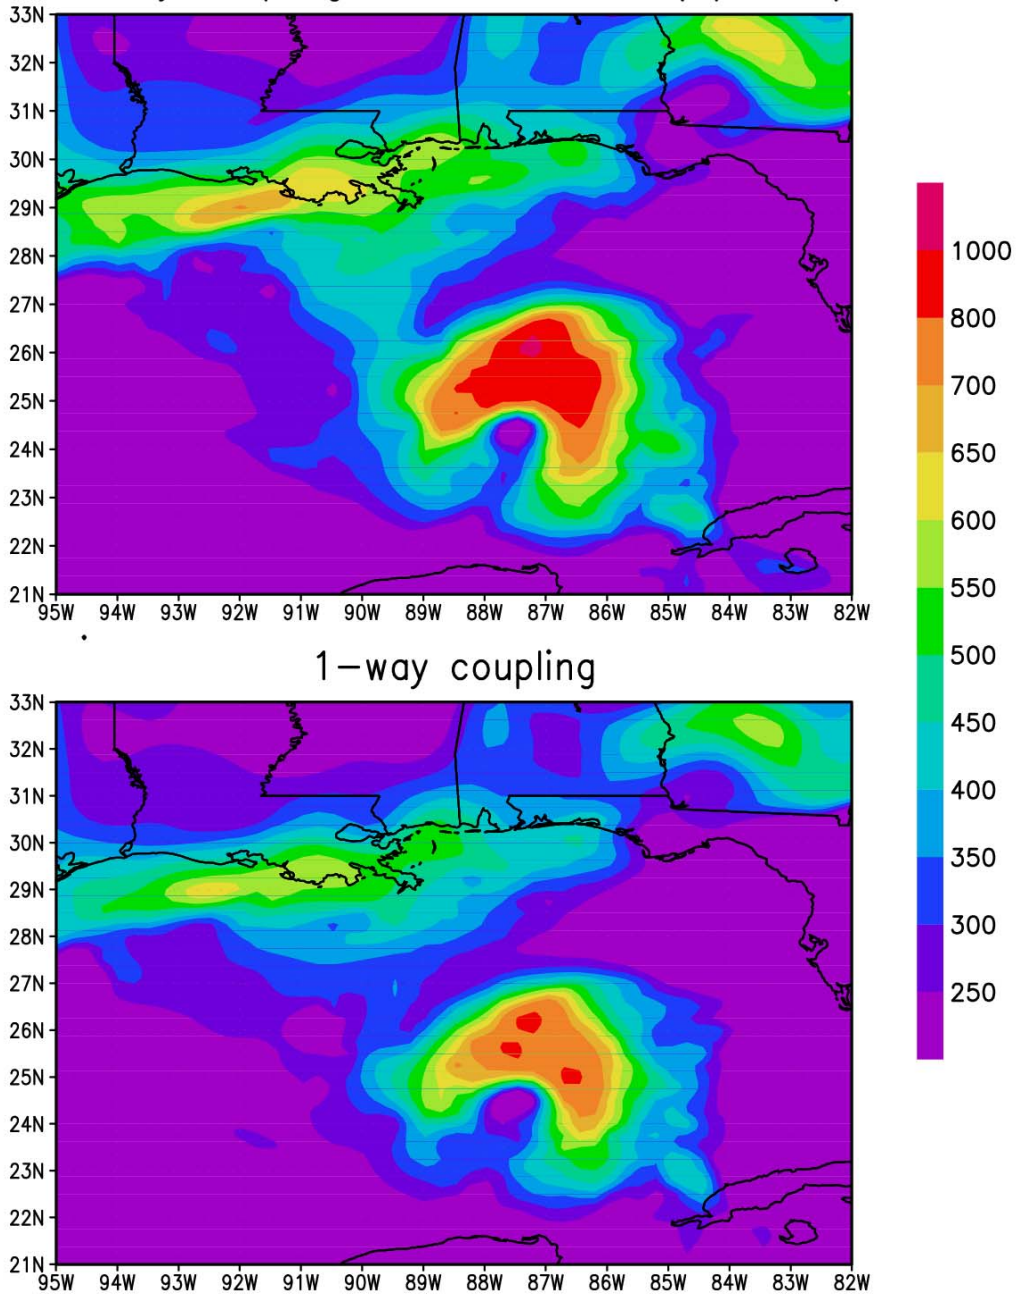 33N
32N
31N
30N
29N
28N
27N
26N
25N
24N
23N
22N
21N
95W 94W 93W 92W 91W 90W 89W 88W 87W 86W 85W 84W 83W 82W
1-way coupling
33N
32N
31N
30N
29N
28N
27N
26N
25N
24N
23N
22N
21N
95W 94W 93W 92W 91W 90W 89W 88W 87W 86W 85W 84W 83W 82W
1000
800
700
650
600
550
500
450
400
350
300
250